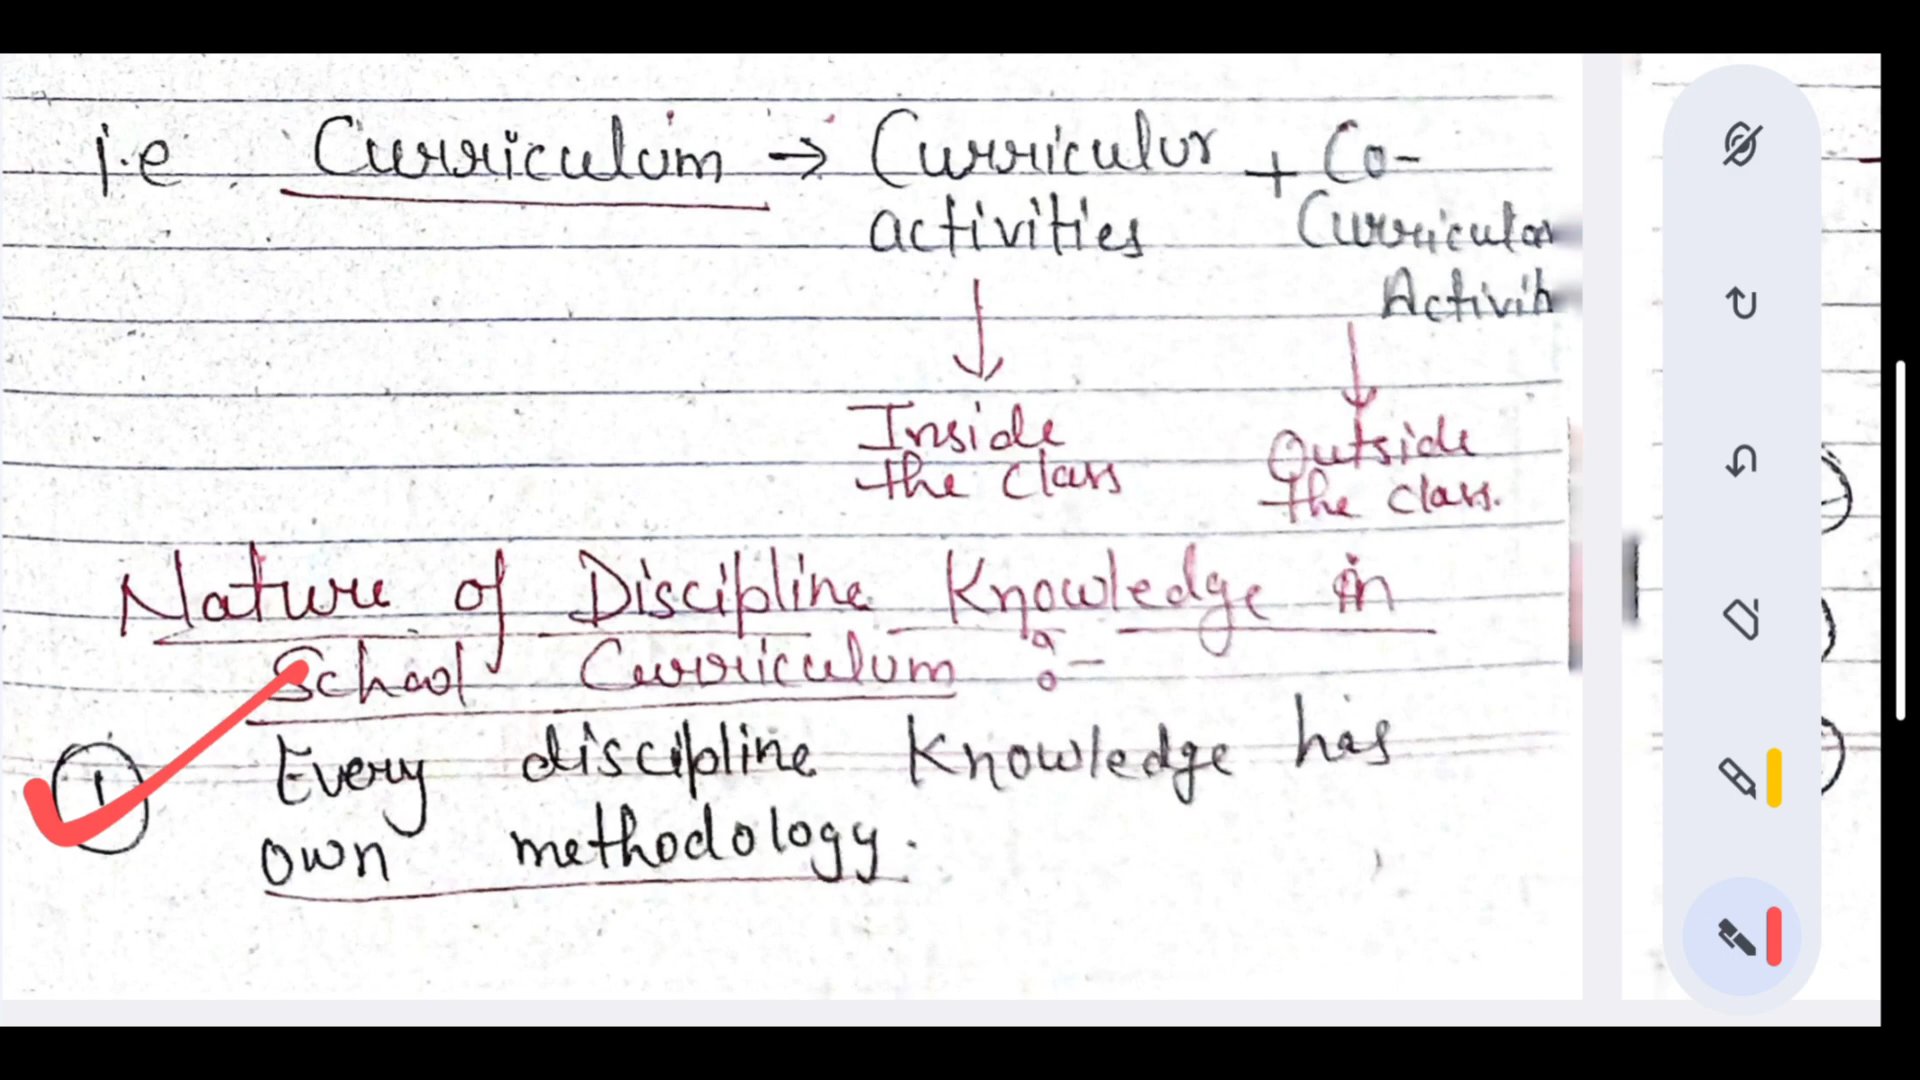 i.e Curriculum → Curricular + Co-
activities Curricular
Activit
Inside
the class
Outside
the class.
Nature of Discipline Knowledge in
School Curriculum :-
1 Every discipline Knowledge has
own methodology.